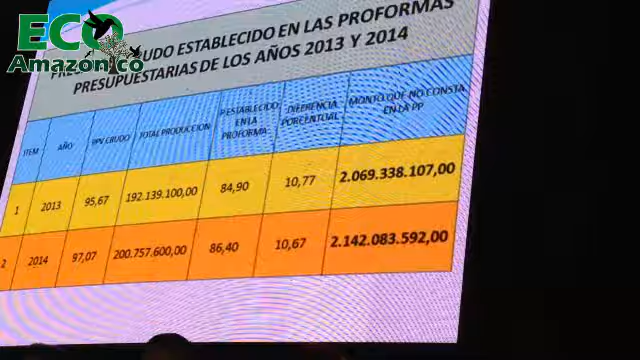 ECO
Amazónico
CRUDO ESTABLECIDO EN LAS PROFORMAS
PRESUPUESTARIAS DE LOS AÑOS 2013 Y 2014
ITEM AÑO PPV CRUDO TOTAL PRODUCCION P ESTABLECIDO EN LA PROFORMA DIFERENCIA PORCENTUAL MONTO QUE NO CONSTA EN LA PP
1 2013 95,67 192.139.100,00 84,90 10,77 2.069.338.107,00
2 2014 97,07 200.757.600,00 86,40 10,67 2.142.083.592,00